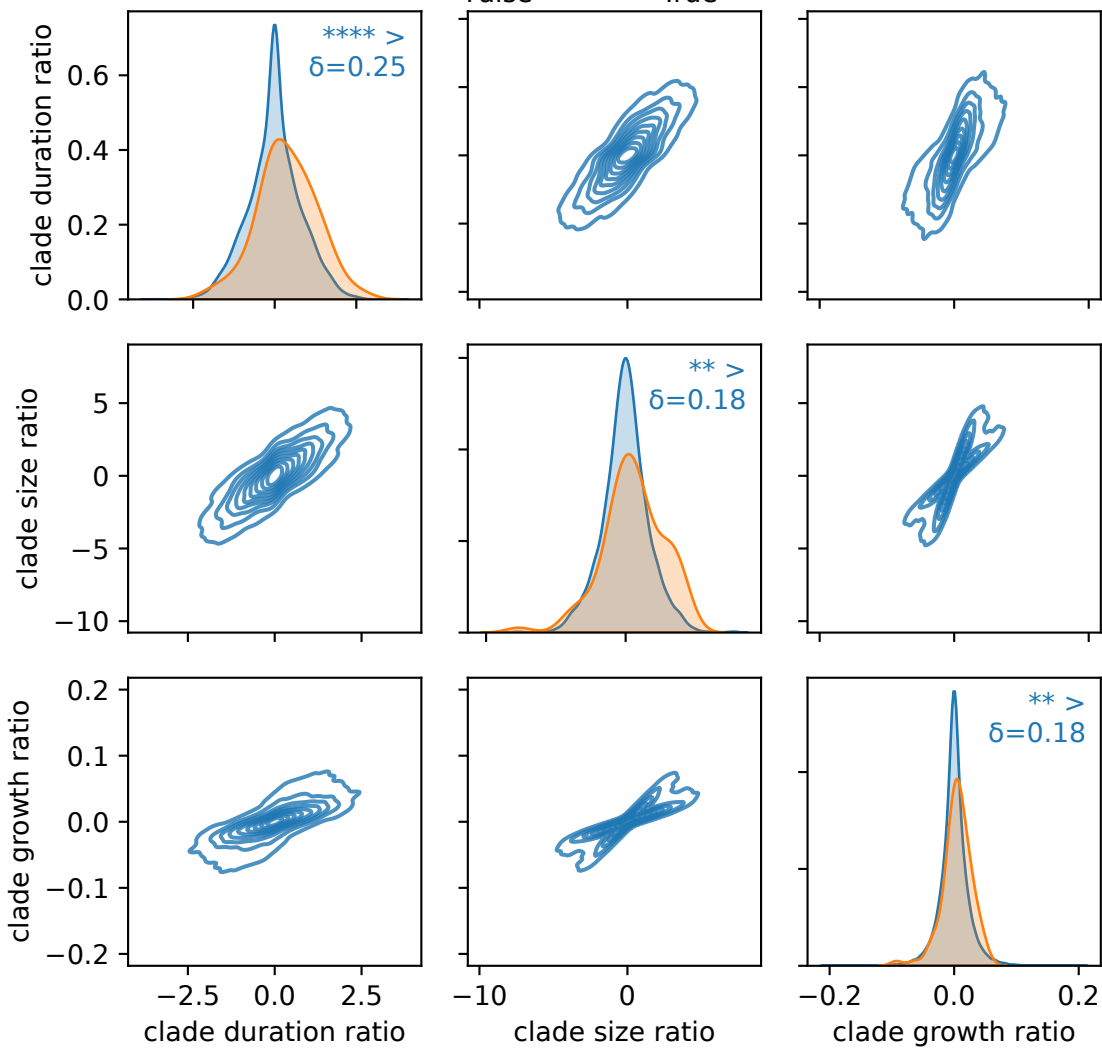 True
clade duration ratio
0.6
0.4
0.2
0.0
**** >
δ=0.25
clade size ratio
5
0
−5
−10
** >
δ=0.18
clade growth ratio
0.2
0.1
0.0
−0.1
−0.2
** >
δ=0.18
−2.5 0.0 2.5
−10 0
−0.2 0.0 0.2
clade duration ratio
clade size ratio
clade growth ratio